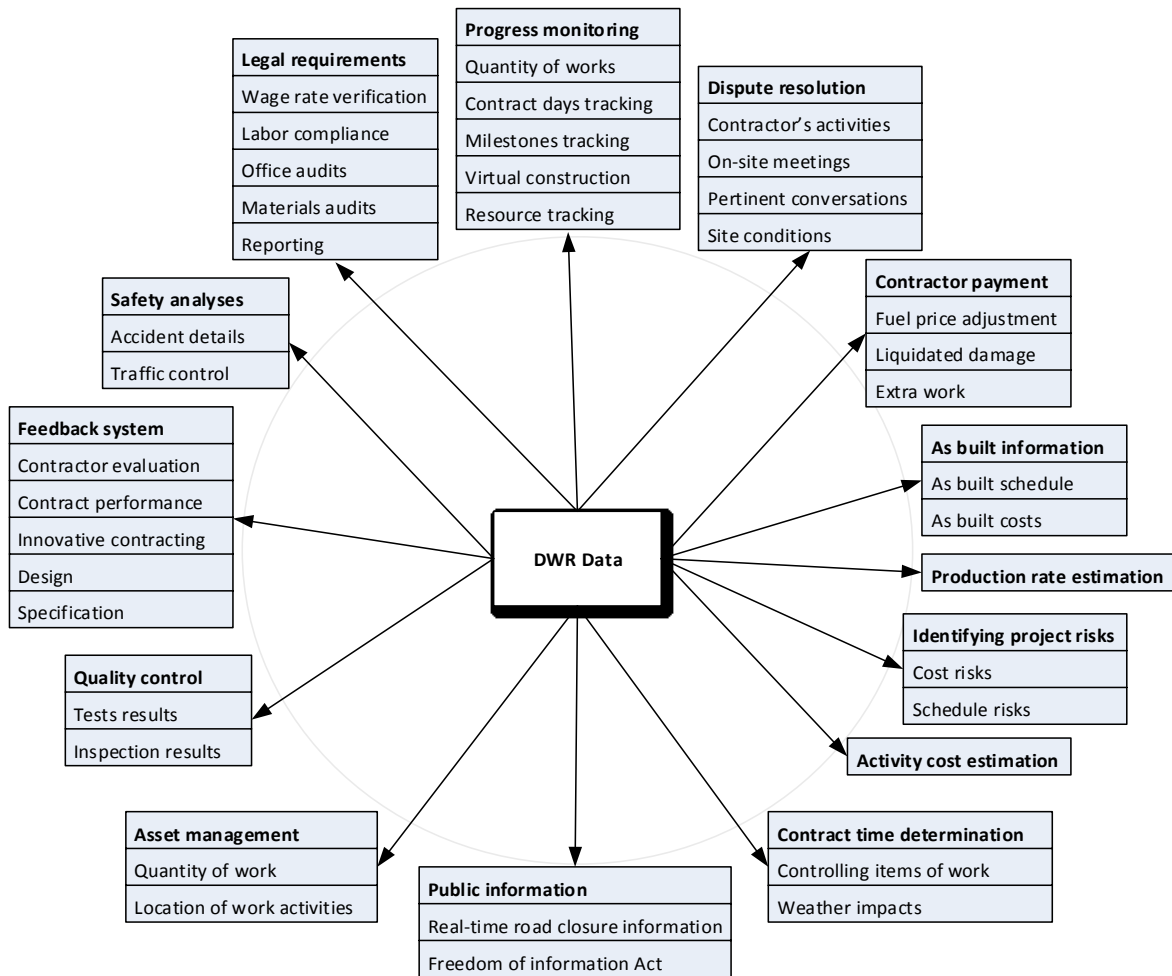 Progress monitoring
Quantity of works
Contract days tracking
Milestones tracking
Virtual construction
Resource tracking
Legal requirements
Wage rate verification
Labor compliance
Office audits
Materials audits
Reporting
Dispute resolution
Contractor’s activities
On-site meetings
Pertinent conversations
Site conditions
Safety analyses
Accident details
Traffic control
Contractor payment
Fuel price adjustment
Liquidated damage
Extra work
Feedback system
Contractor evaluation
Contract performance
Innovative contracting
Design
Specification
As built information
As built schedule
As built costs
DWR Data
Production rate estimation
Identifying project risks
Cost risks
Schedule risks
Quality control
Tests results
Inspection results
Activity cost estimation
Asset management
Quantity of work
Location of work activities
Contract time determination
Controlling items of work
Weather impacts
Public information
Real-time road closure information
Freedom of information Act